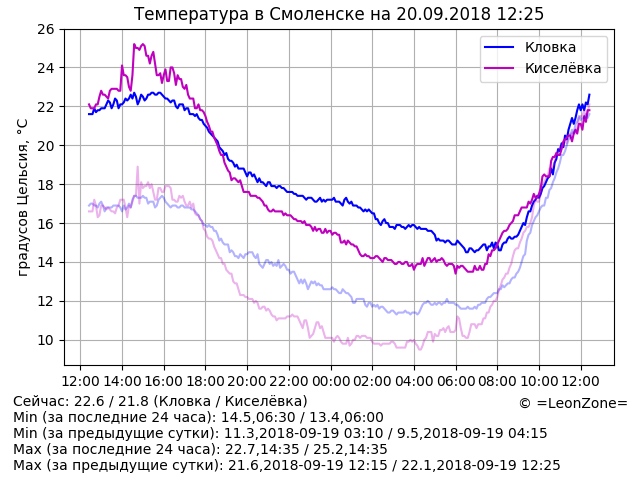 Температура в Смоленске на 20.09.2018 12:25
градусов Цельсия, °C
26
24
22
20
18
16
14
12
10
Кловка
Киселёвка
12:00 14:00 16:00 18:00 20:00 22:00 00:00 02:00 04:00 06:00 08:00 10:00 12:00
Сейчас: 22.6 / 21.8 (Кловка / Киселёвка)
© =LeonZone=
Min (за последние 24 часа): 14.5,06:30 / 13.4,06:00
Min (за предыдущие сутки): 11.3,2018-09-19 03:10 / 9.5,2018-09-19 04:15
Max (за последние 24 часа): 22.7,14:35 / 25.2,14:35
Max (за предыдущие сутки): 21.6,2018-09-19 12:15 / 22.1,2018-09-19 12:25